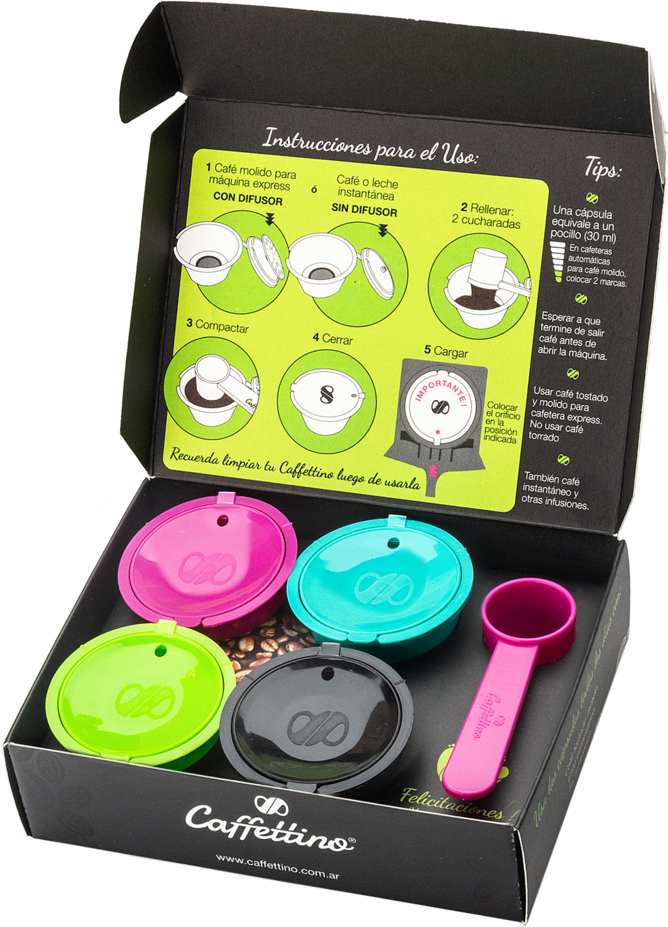 Instrucciones para el Uso:
1 Café molido para
máquina express
CON DIFUSOR
ó
Café o leche
instantánea
SIN DIFUSOR
2 Rellenar:
2 cucharadas
3 Compactar
4 Cerrar
5 Cargar
IMPORTANTE!
Colocar
el orificio
en la
posición
indicada
Recuerda limpiar tu Caffettino luego de usarla
Tips:
Una cápsula
equivale a un
pocillo (30 ml)
En cafeteras
automáticas
para café molido,
colocar 2 marcas.
Esperar a que
termine de salir
café antes de
abrir la máquina.
Usar café tostado
y molido para
cafetera express.
No usar café
torrado
También café
instantáneo y
otras infusiones.
Caffettino
Felicitaciones!
Caffettino®
www.caffettino.com.ar